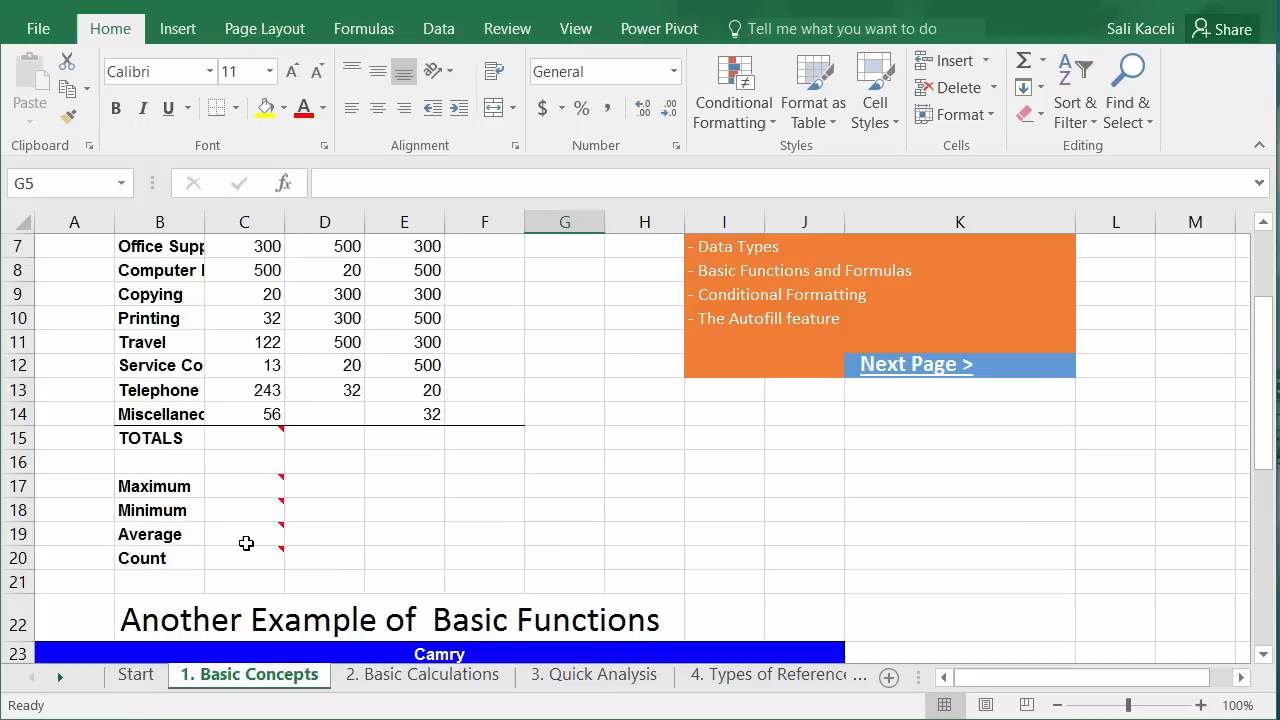 File Home Insert Page Layout Formulas Data Review View Power Pivot Tell me what you want to do Sali Kaceli Share
Calibri 11 General Insert
Paste Delete
$ % , Conditional Format as Cell Format Sort & Find &
B I U A Formatting Table Styles Filter Select
Clipboard Font Alignment Number Styles Cells Editing
G5 fx
A B C D E F G H I J K L M
7 Office Supp 300 500 300 - Data Types
8 Computer 500 20 500 - Basic Functions and Formulas
9 Copying 20 300 300 - Conditional Formatting
10 Printing 32 300 500 - The Autofill feature
11 Travel 122 500 300
12 Service Co 13 20 500 Next Page >
13 Telephone 243 32 20
14 Miscellanec 56 32
15 TOTALS
16
17 Maximum
18 Minimum
19 Average
20 Count
21
22 Another Example of Basic Functions
23 Camry
Start 1. Basic Concepts 2. Basic Calculations 3. Quick Analysis 4. Types of Reference ...
Ready 100%